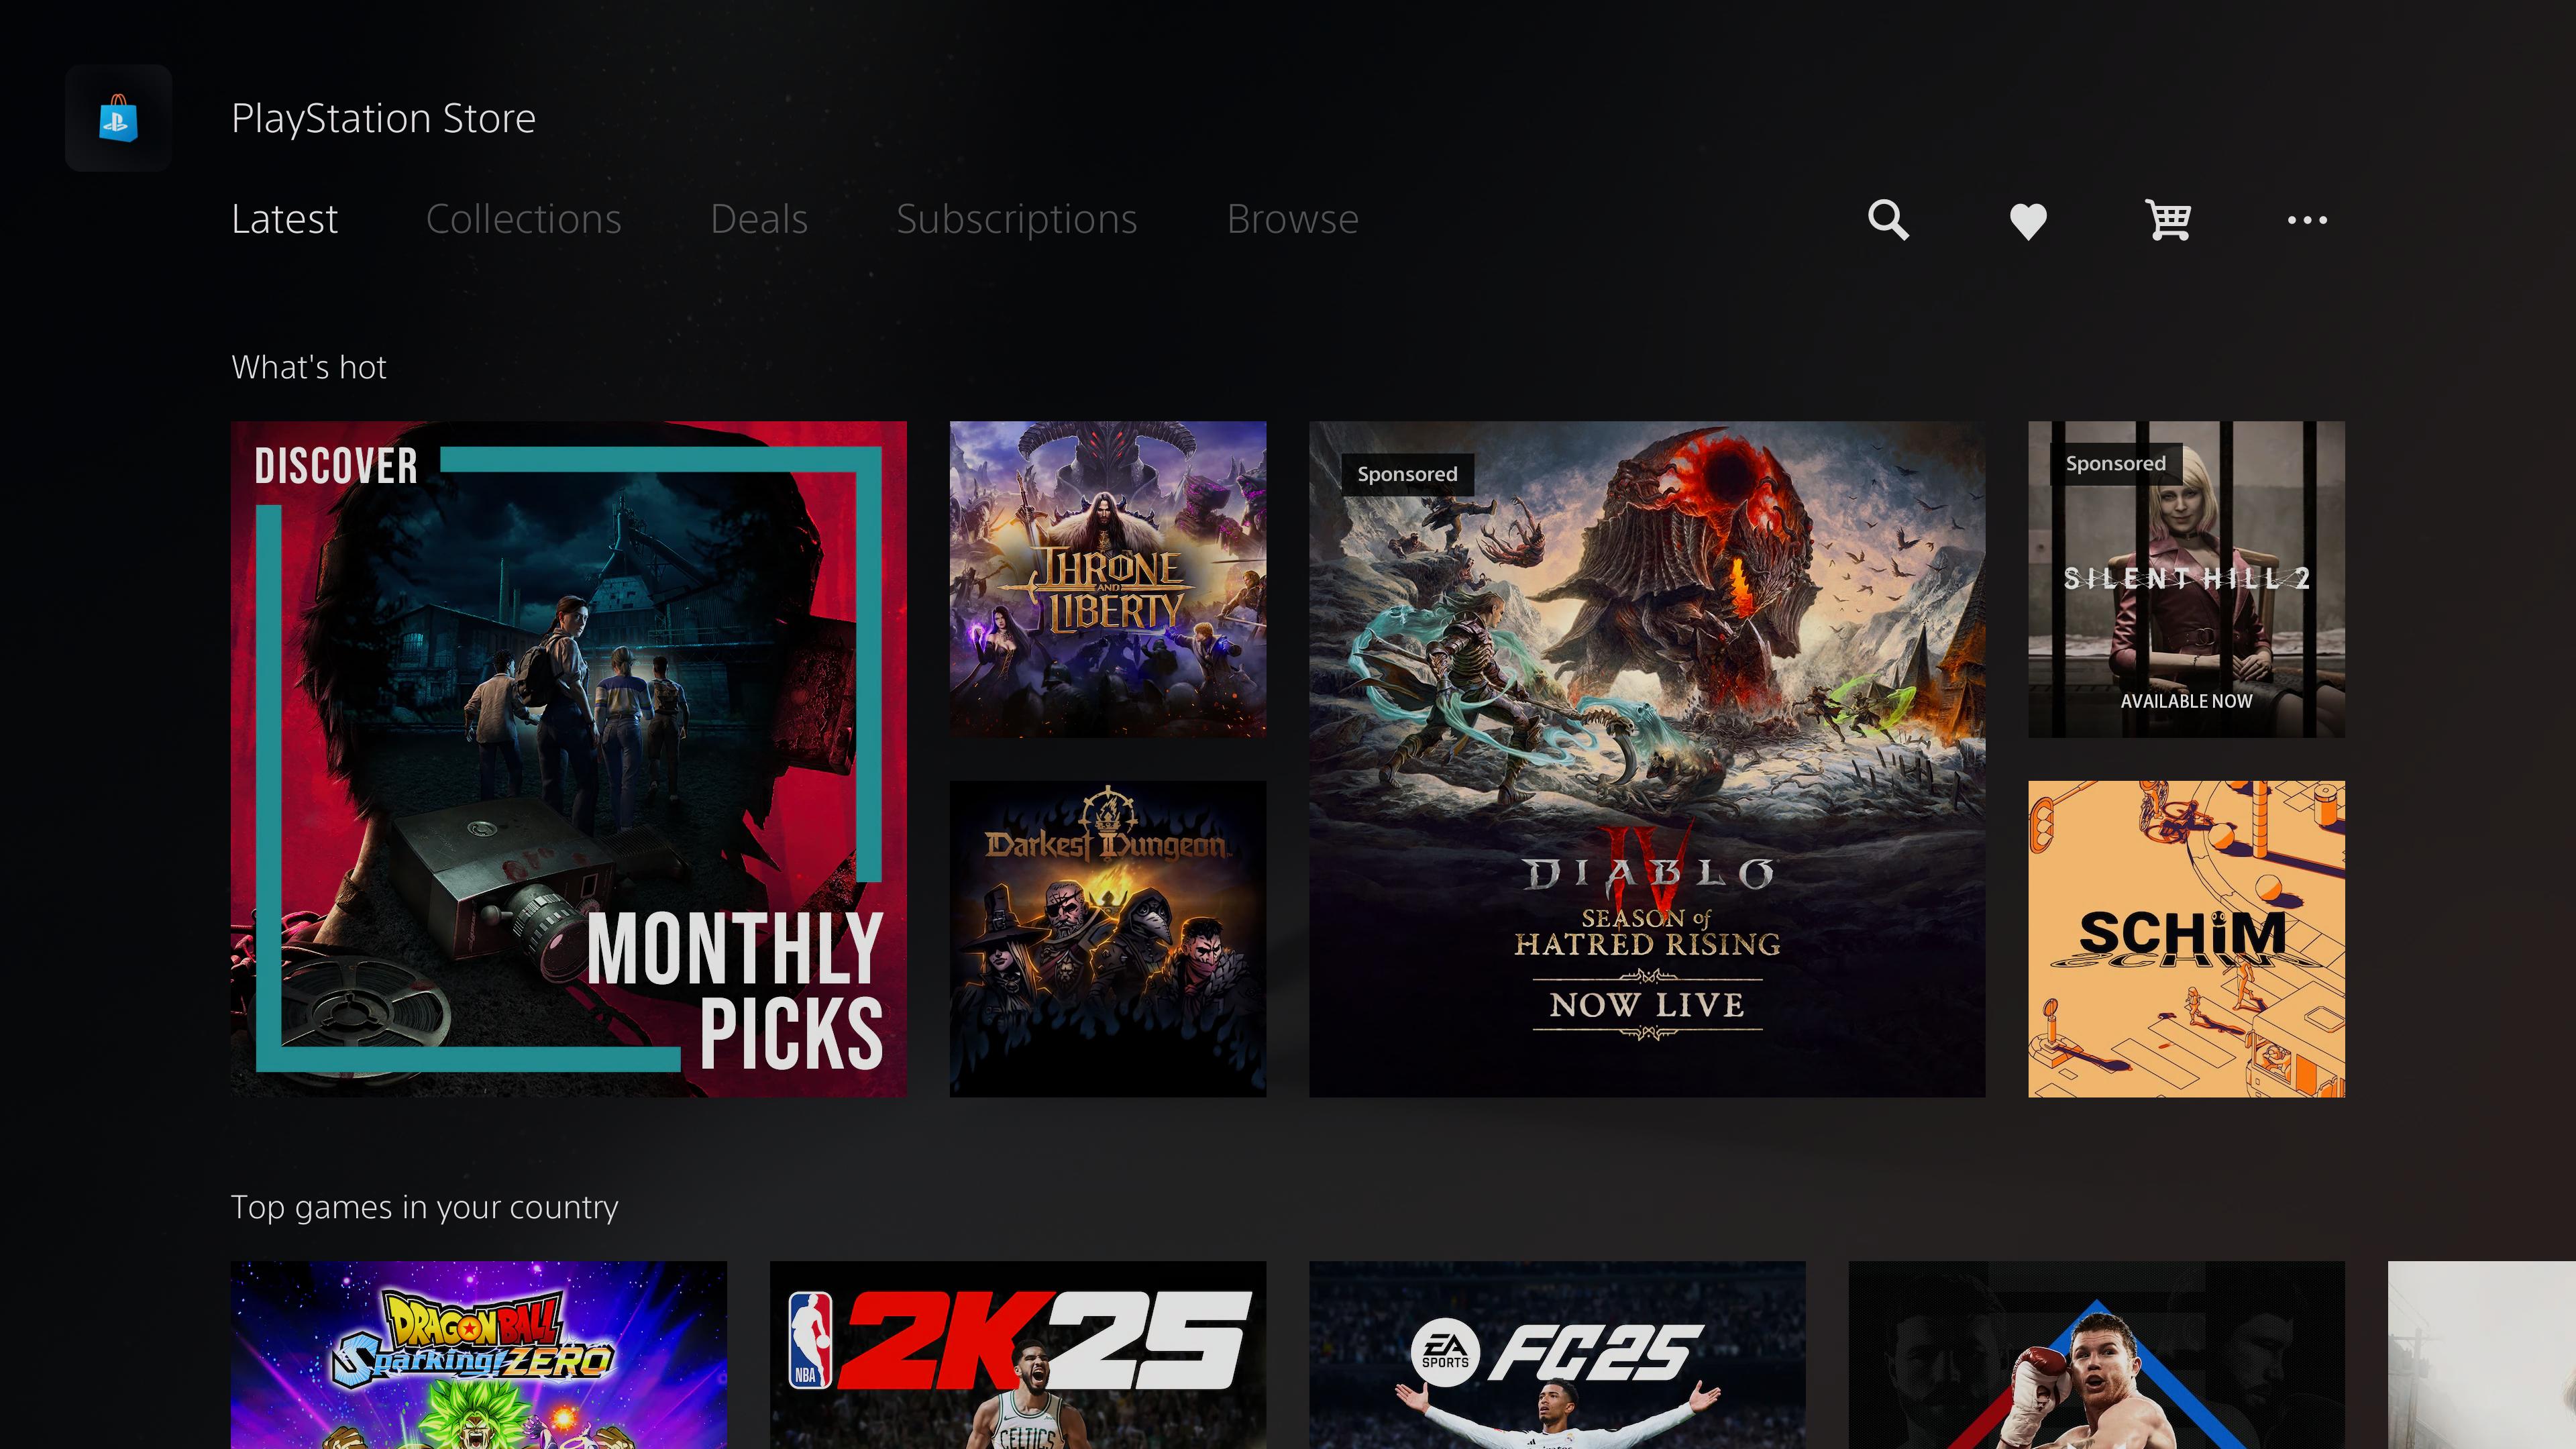 PlayStation Store
Latest
Collections
Deals
Subscriptions
Browse
What's hot
DISCOVER
MONTHLY
PICKS
THRONE
AND
LIBERTY
Darkest Dungeon
Sponsored
DIABLO
IV
SEASON of
HATRED RISING
NOW LIVE
Sponsored
SILENT HILL 2
AVAILABLE NOW
SCHiM
Top games in your country
DRAGON BALL
Sparking! ZERO
NBA
2K25
CELTICS
EA
SPORTS
FC 25